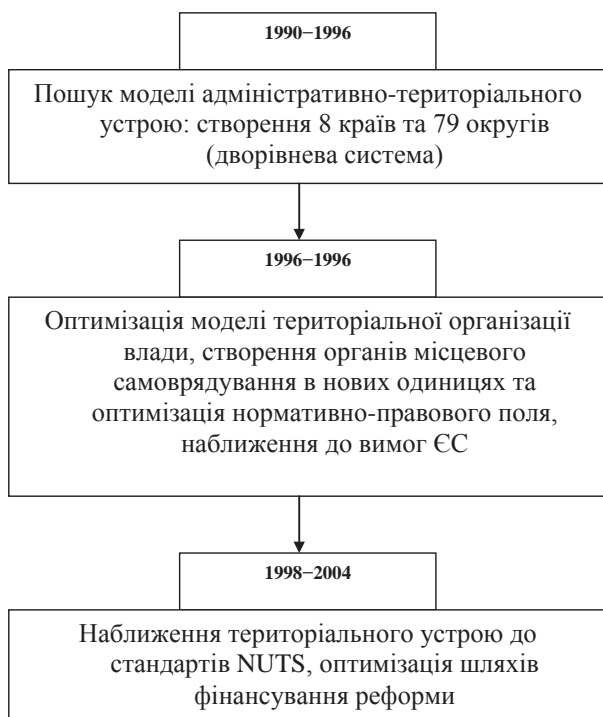 1990–1996
Пошук моделі адміністративно-територіального
устрою: створення 8 країв та 79 округів
(дворівнева система)
1996–1996
Оптимізація моделі територіальної організації
влади, створення органів місцевого
самоврядування в нових одиницях та
оптимізація нормативно-правового поля,
наближення до вимог ЄС
1998–2004
Наближення територіального устрою до
стандартів NUTS, оптимізація шляхів
фінансування реформи